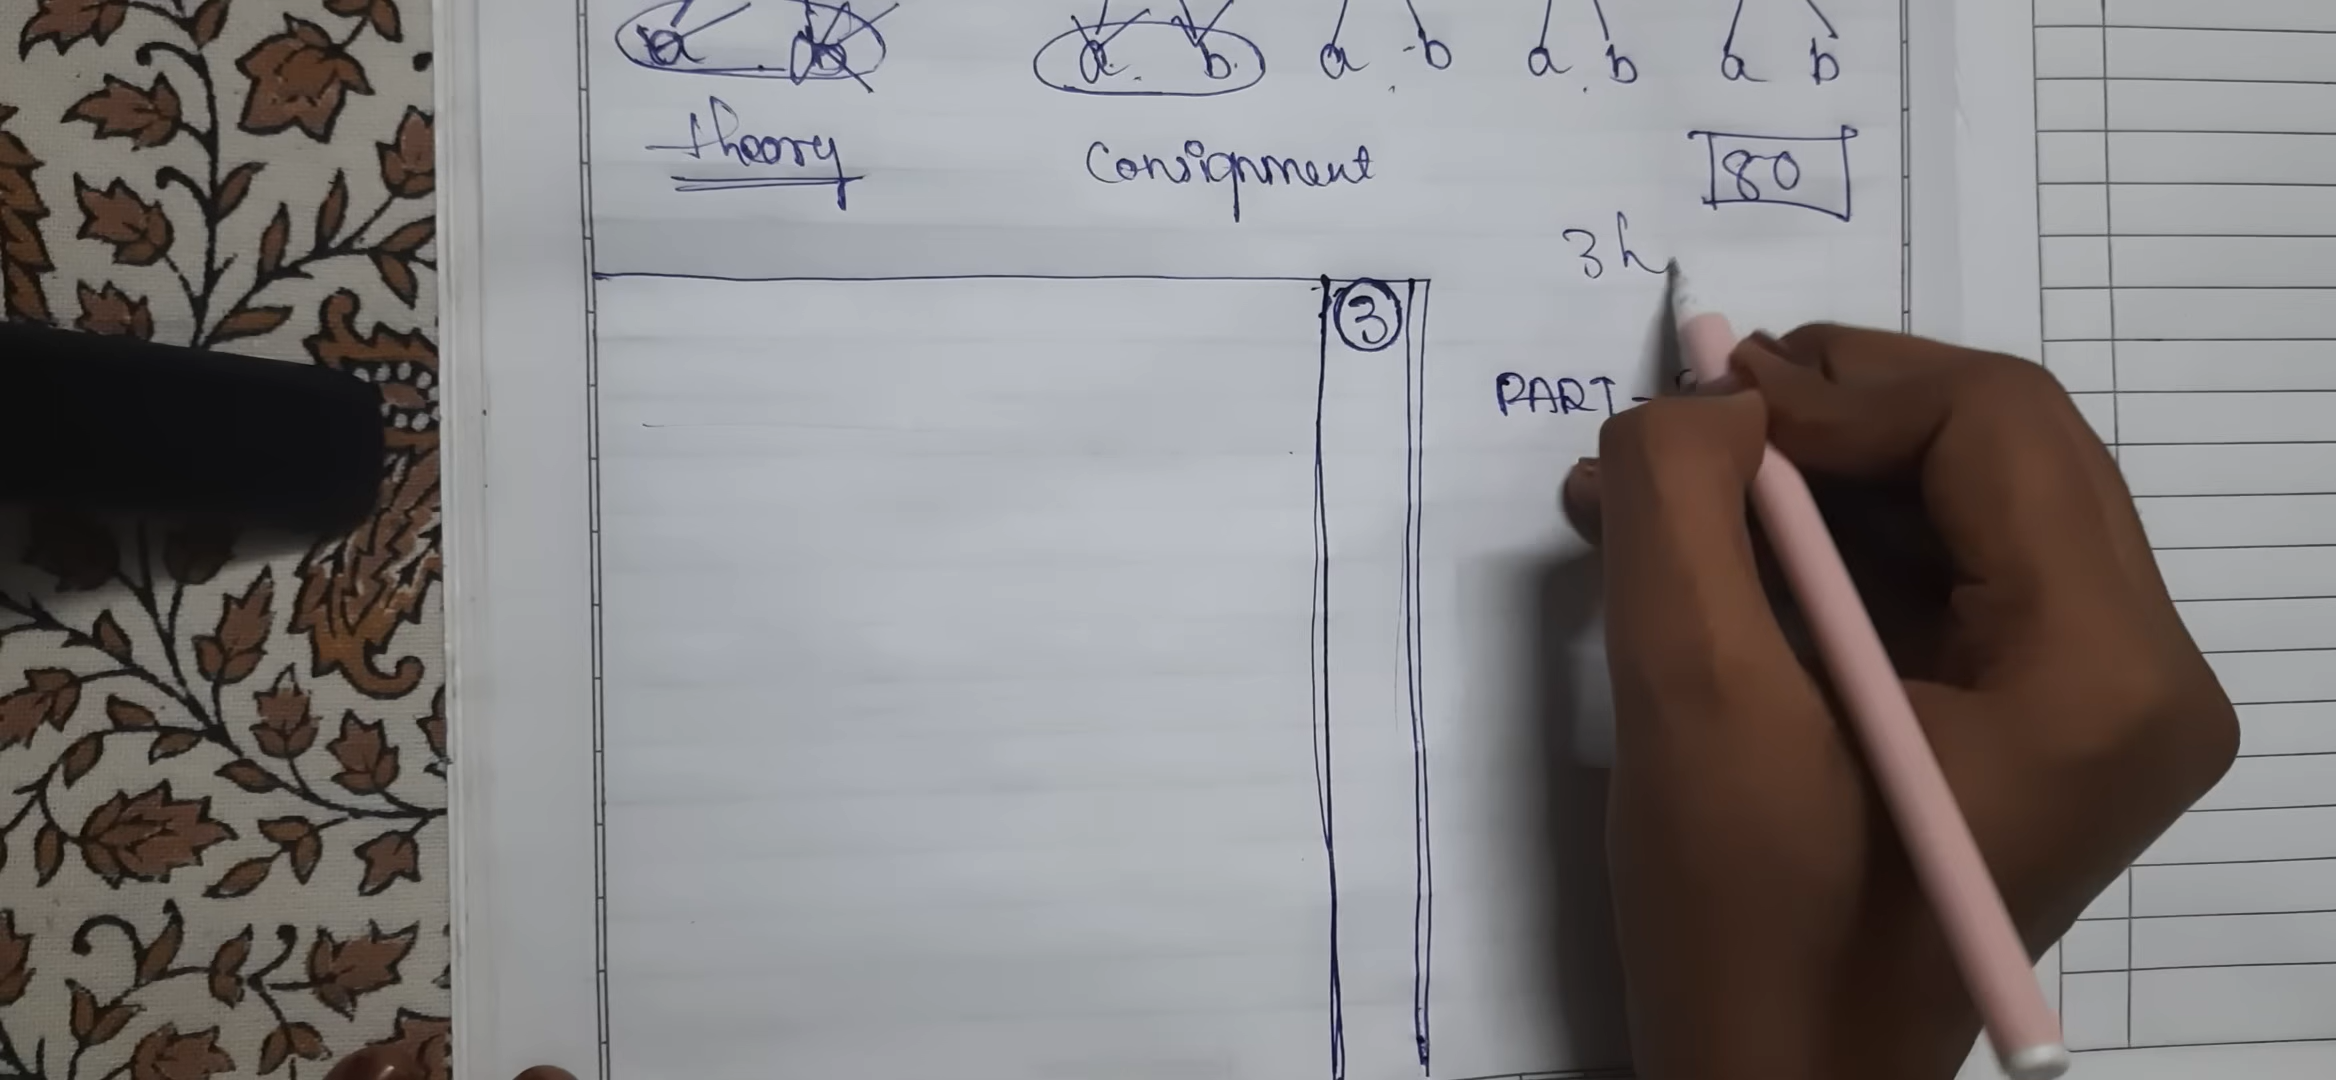 a a b a b a b a b
theory Consignment 80
3 h
3
PART -